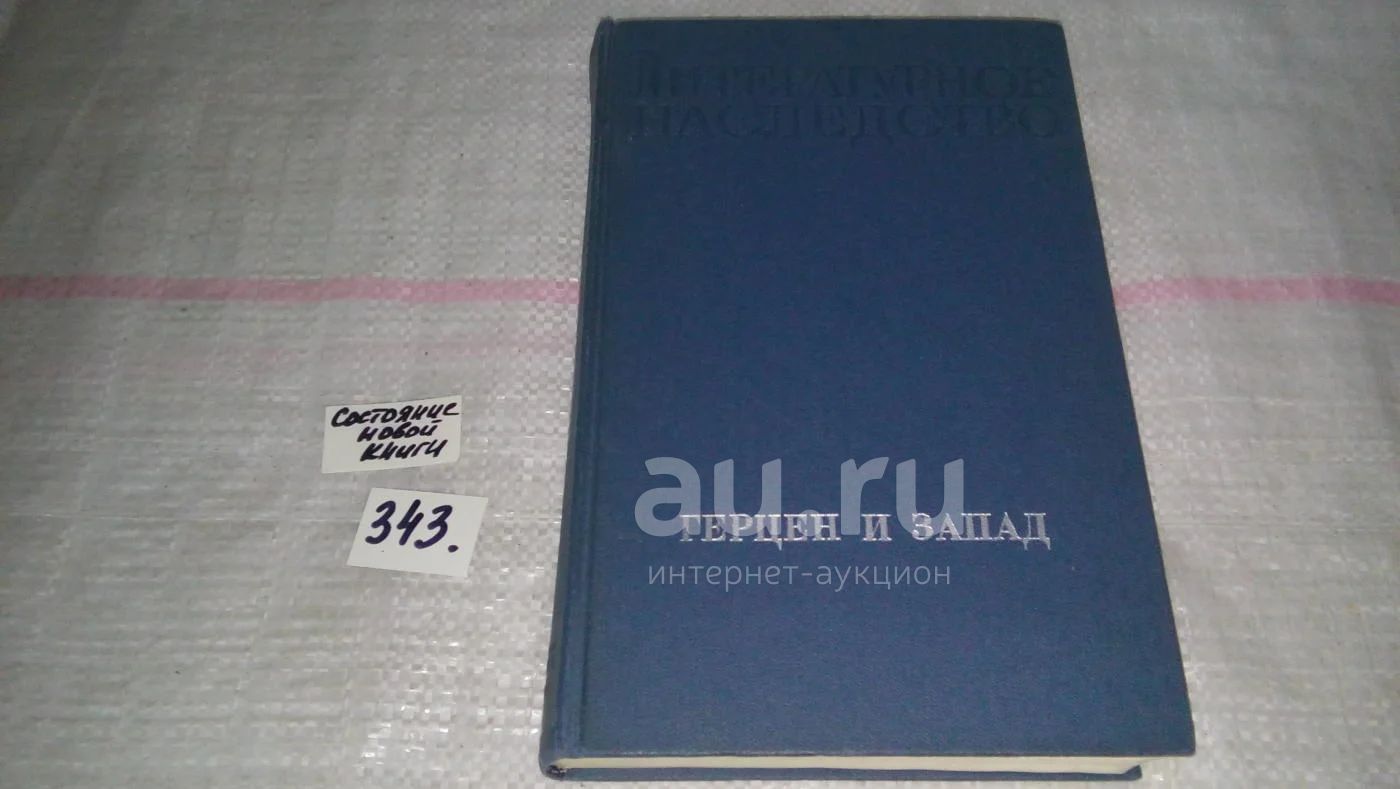 ЛИТЕРАТУРНОЕ
НАСЛЕДСТВО
Состояние
новой
книги
343.
au.ru
ГЕРЦЕН И ЗАПАД
интернет-аукцион